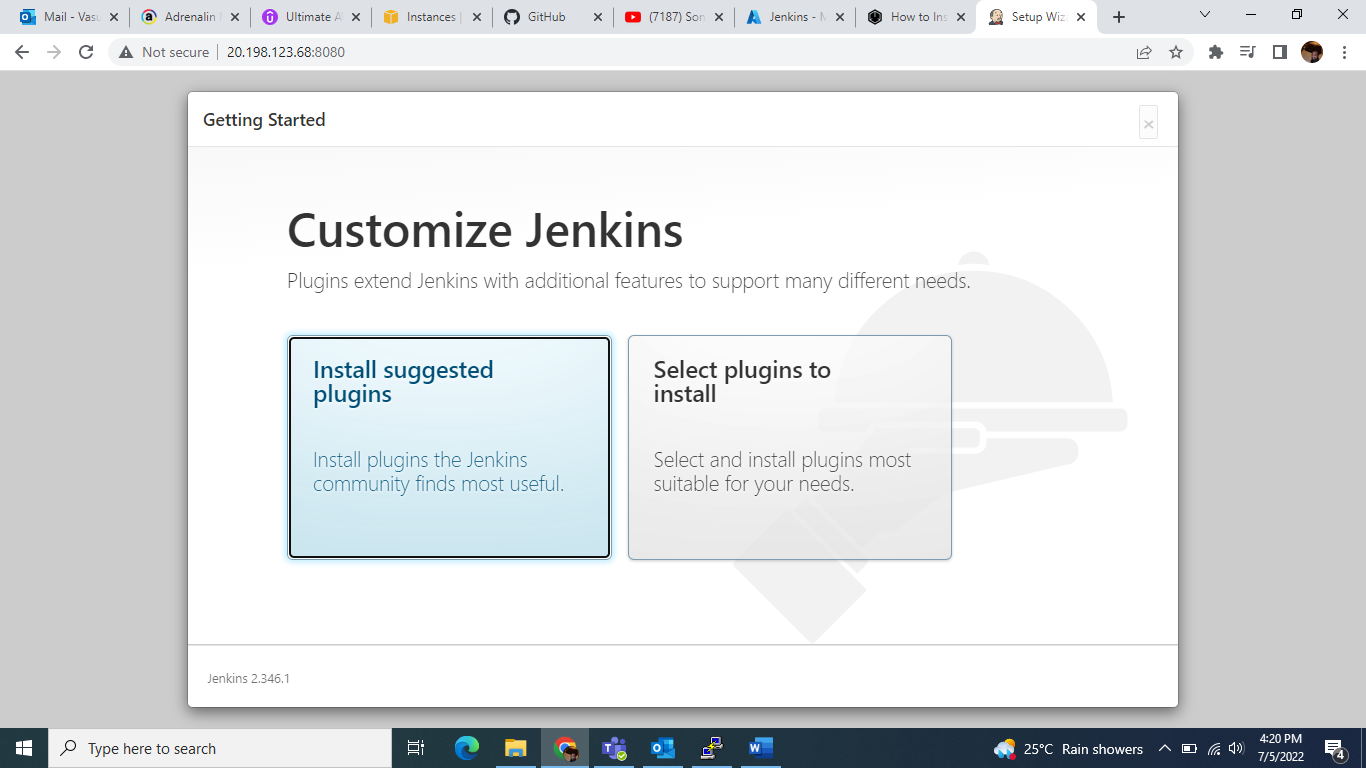 Mail - Vasu
Adrenalin
Ultimate A
Instances |
GitHub
(7187) Son
Jenkins - M
How to Ins
Setup Wiz
Not secure
20.198.123.68:8080
Getting Started
Customize Jenkins
Plugins extend Jenkins with additional features to support many different needs.
Install suggested
plugins
Install plugins the Jenkins
community finds most useful.
Select plugins to
install
Select and install plugins most
suitable for your needs.
Jenkins 2.346.1
Type here to search
25°C Rain showers
4:20 PM
7/5/2022
4